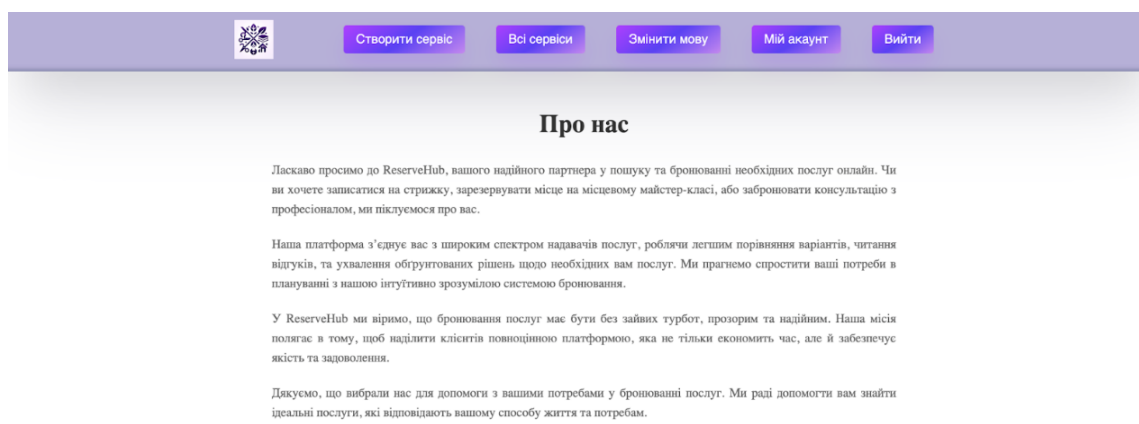 Створити сервіс
Всі сервіси
Змінити мову
Мій акаунт
Вийти
Про нас
Ласкаво просимо до ReserveHub, вашого надійного партнера у пошуку та бронюванні необхідних послуг онлайн. Чи
ви хочете записатися на стрижку, зарезервувати місце на місцевому майстер-класі, або забронювати консультацію з
професіоналом, ми піклуємося про вас.
Наша платформа з’єднує вас з широким спектром надавачів послуг, роблячи легшим порівняння варіантів, читання
відгуків, та ухвалення обґрунтованих рішень щодо необхідних вам послуг. Ми прагнемо спростити ваші потреби в
плануванні з нашою інтуїтивно зрозумілою системою бронювання.
У ReserveHub ми віримо, що бронювання послуг має бути без зайвих турбот, прозорим та надійним. Наша місія
полягає в тому, щоб наділити клієнтів повноцінною платформою, яка не тільки економить час, але й забезпечує
якість та задоволення.
Дякуємо, що вибрали нас для допомоги з вашими потребами у бронюванні послуг. Ми раді допомогти вам знайти
ідеальні послуги, які відповідають вашому способу життя та потребам.